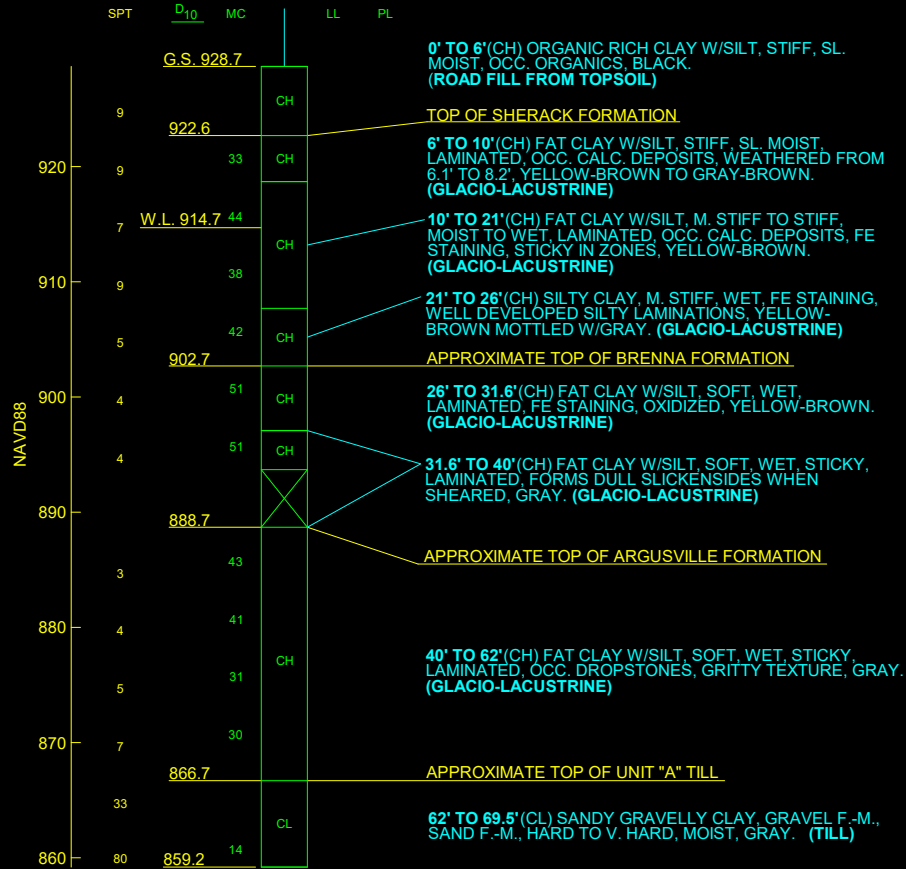 SPT D10 MC LL PL
G.S. 928.7
0' TO 6'(CH) ORGANIC RICH CLAY W/SILT, STIFF, SL.
MOIST, OCC. ORGANICS, BLACK.
(ROAD FILL FROM TOPSOIL)
CH
9
TOP OF SHERACK FORMATION
922.6
6' TO 10'(CH) FAT CLAY W/SILT, STIFF, SL. MOIST,
LAMINATED, OCC. CALC. DEPOSITS, WEATHERED FROM
6.1' TO 8.2', YELLOW-BROWN TO GRAY-BROWN.
(GLACIO-LACUSTRINE)
33 CH
920
9
W.L. 914.7 44
7
10' TO 21'(CH) FAT CLAY W/SILT, M. STIFF TO STIFF,
MOIST TO WET, LAMINATED, OCC. CALC. DEPOSITS, FE
STAINING, STICKY IN ZONES, YELLOW-BROWN.
(GLACIO-LACUSTRINE)
CH
38
910
9
21' TO 26'(CH) SILTY CLAY, M. STIFF, WET, FE STAINING,
WELL DEVELOPED SILTY LAMINATIONS, YELLOW-
BROWN MOTTLED W/GRAY. (GLACIO-LACUSTRINE)
42 CH
5
902.7
APPROXIMATE TOP OF BRENNA FORMATION
26' TO 31.6'(CH) FAT CLAY W/SILT, SOFT, WET,
LAMINATED, FE STAINING, OXIDIZED, YELLOW-BROWN.
(GLACIO-LACUSTRINE)
51 CH
900
4
NAVD88
51 CH
4
31.6' TO 40'(CH) FAT CLAY W/SILT, SOFT, WET, STICKY,
LAMINATED, FORMS DULL SLICKENSIDES WHEN
SHEARED, GRAY. (GLACIO-LACUSTRINE)
890
888.7
APPROXIMATE TOP OF ARGUSVILLE FORMATION
43
3
41
880
4
CH
40' TO 62'(CH) FAT CLAY W/SILT, SOFT, WET, STICKY,
LAMINATED, OCC. DROPSTONES, GRITTY TEXTURE, GRAY.
(GLACIO-LACUSTRINE)
31
5
30
870
7
866.7
APPROXIMATE TOP OF UNIT "A" TILL
33
62' TO 69.5'(CL) SANDY GRAVELLY CLAY, GRAVEL F.-M.,
SAND F.-M., HARD TO V. HARD, MOIST, GRAY. (TILL)
CL
14
860
80
859.2